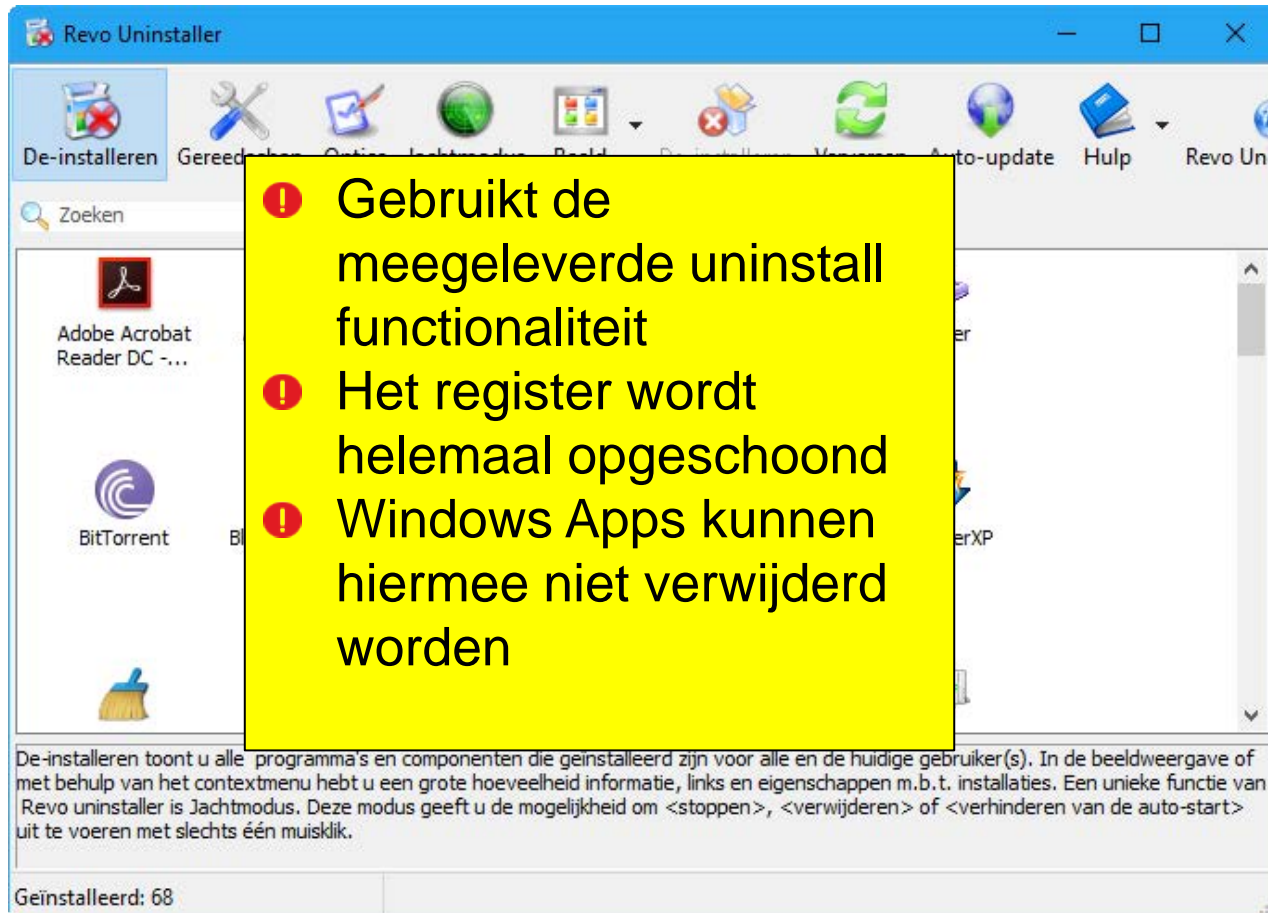 Revo Uninstaller
De-installeren
Auto-update
Hulp
Revo Un
Zoeken
Gebruikt de
meegeleverde uninstall
functionaliteit
Het register wordt
helemaal opgeschoond
Windows Apps kunnen
hiermee niet verwijderd
worden
Adobe Acrobat
Reader DC -...
er
BitTorrent
Bl
erXP
De-installeren toont u alle programma's en componenten die geïnstalleerd zijn voor alle en de huidige gebruiker(s). In de beeldweergave of
met behulp van het contextmenu hebt u een grote hoeveelheid informatie, links en eigenschappen m.b.t. installaties. Een unieke functie van
Revo uninstaller is Jachtmodus. Deze modus geeft u de mogelijkheid om <stoppen>, <verwijderen> of <verhinderen van de auto-start>
uit te voeren met slechts één muisklik.
Geïnstalleerd: 68